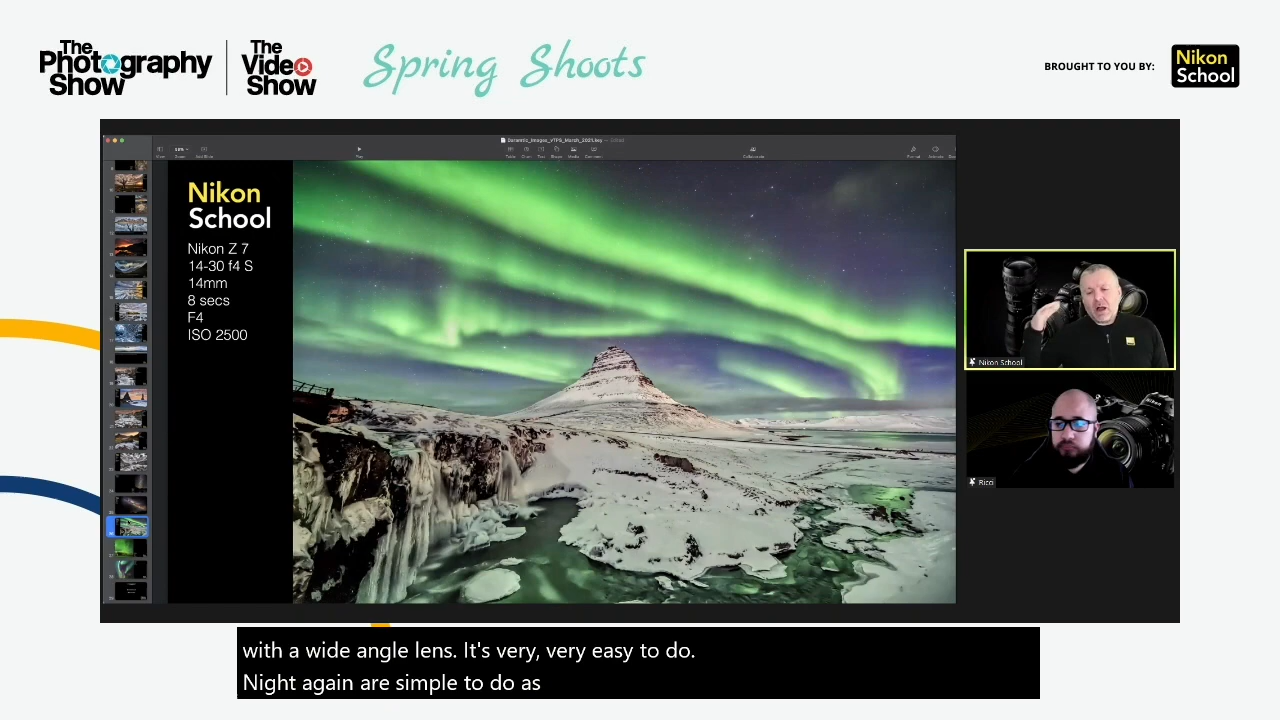 The
Photography
Show
The
Video
Show
Spring Shoots
BROUGHT TO YOU BY:
Nikon
School
Nikon
School
Nikon Z 7
14-30 f4 S
14mm
8 secs
F4
ISO 2500
Nikon School
Nikon
Ricci
with a wide angle lens. It's very, very easy to do.
Night again are simple to do as